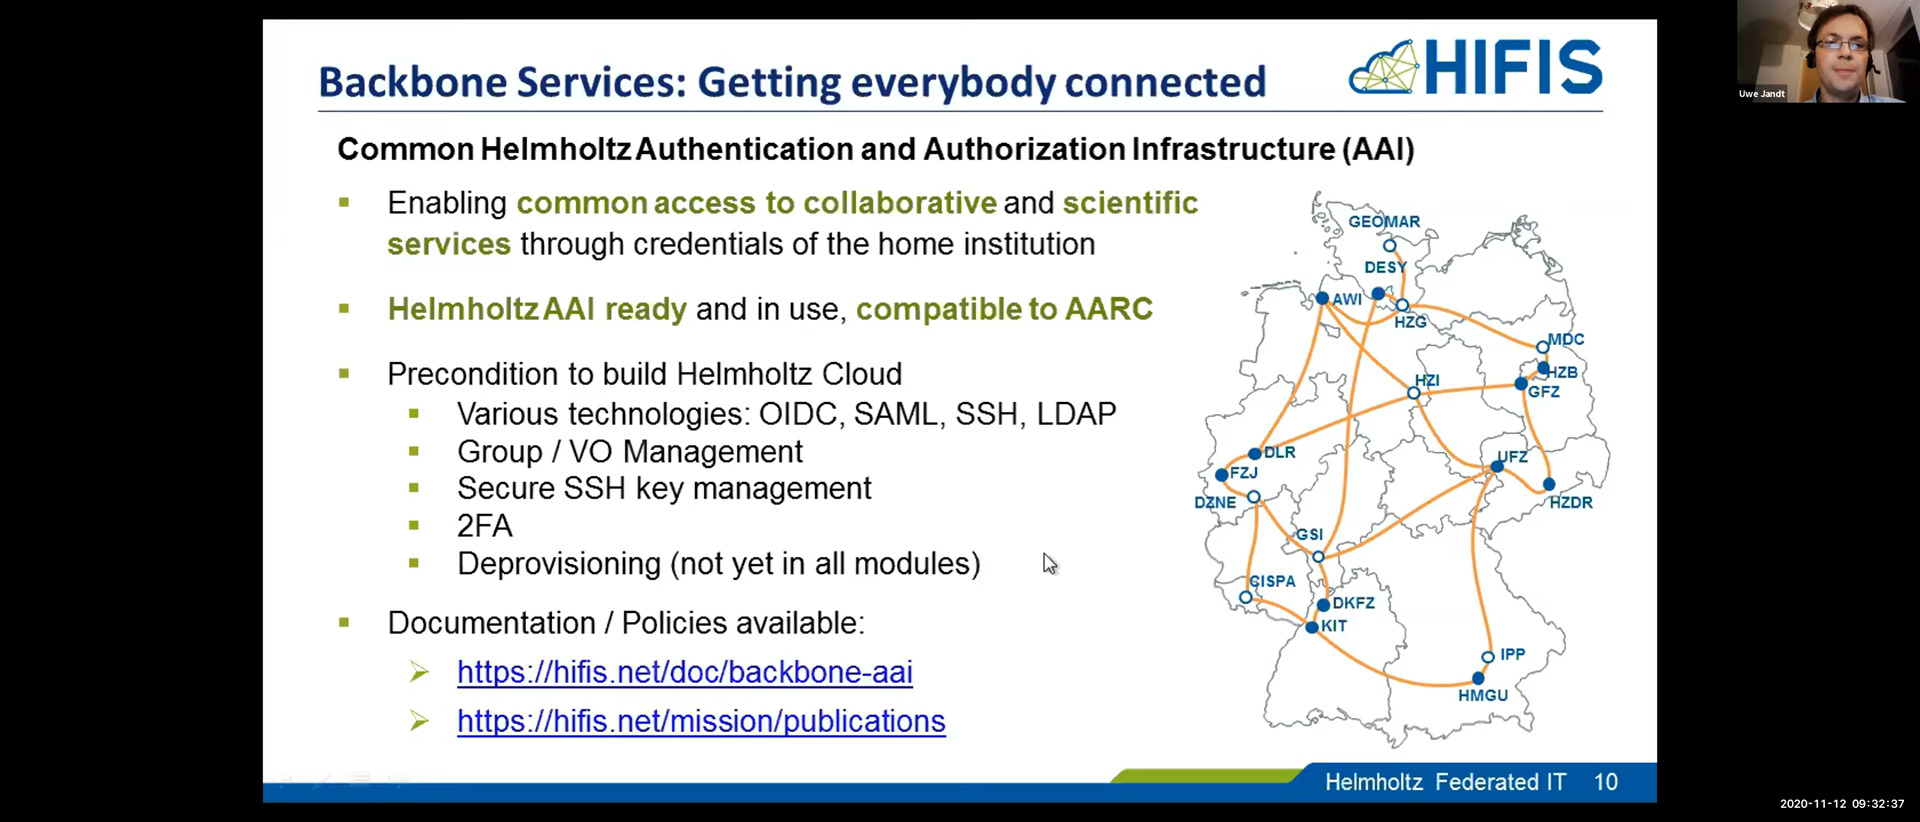 Backbone Services: Getting everybody connected
HIFIS
Uwe Jandt
Common Helmholtz Authentication and Authorization Infrastructure (AAI)
Enabling common access to collaborative and scientific
services through credentials of the home institution
Helmholtz AAI ready and in use, compatible to AARC
Precondition to build Helmholtz Cloud
Various technologies: OIDC, SAML, SSH, LDAP
Group / VO Management
Secure SSH key management
2FA
Deprovisioning (not yet in all modules)
Documentation / Policies available:
https://hifis.net/doc/backbone-aai
https://hifis.net/mission/publications
GEOMAR
DESY
AWI
HZG
MDC
HZB
HZI
GFZ
DLR
UFZ
FZJ
DZNE
HZDR
GSI
CISPA
DKFZ
KIT
IPP
HMGU
Helmholtz Federated IT 10
2020-11-12 09:32:37